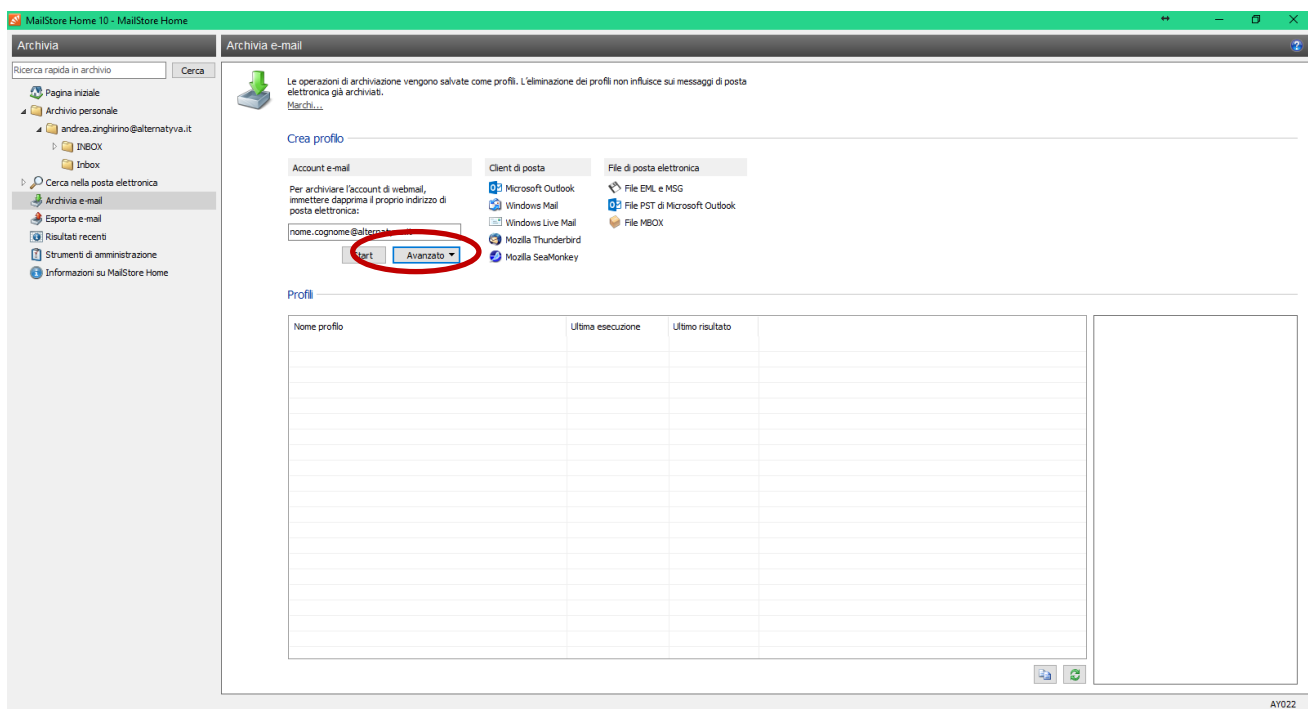 MailStore Home 10 - MailStore Home
Archivia
Archivia e-mail
Ricerca rapida in archivio
Cerca
Pagina iniziale
Archivio personale
andrea.zinghirino@alternatyva.it
INBOX
Inbox
Cerca nella posta elettronica
Archivia e-mail
Esporta e-mail
Risultati recenti
Strumenti di amministrazione
Informazioni su MailStore Home
Le operazioni di archiviazione vengono salvate come profili. L'eliminazione dei profili non influisce sui messaggi di posta
elettronica già archiviati.
Marchi...
Crea profilo
Account e-mail
Per archiviare l'account di webmail,
immettere dapprima il proprio indirizzo di
posta elettronica:
Start
Avanzato
Client di posta
Microsoft Outlook
Windows Mail
Windows Live Mail
Mozilla Thunderbird
Mozilla SeaMonkey
File di posta elettronica
File EML e MSG
File PST di Microsoft Outlook
File MBOX
Profili
Nome profilo
Ultima esecuzione
Ultimo risultato
AY022